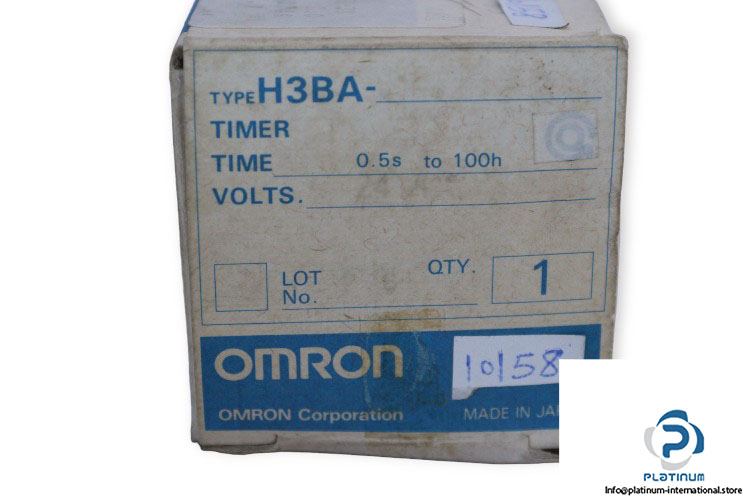 TYPE H3BA-
TIMER
TIME 0.5s to 100h
VOLTS.
LOT No.
QTY. 1
OMRON
10158
OMRON Corporation
MADE IN JAP
PLATINUM
Info@platinum-international.store